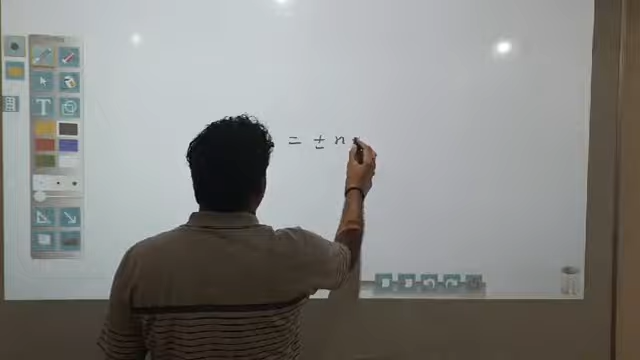 = ± n